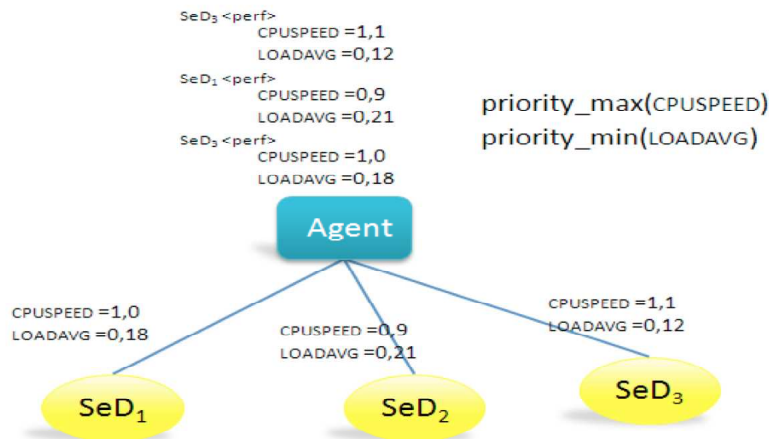 SeD₃ <perf>
CPUSPEED =1,1
LOADAVG =0,12
SeD₁ <perf>
CPUSPEED =0,9
LOADAVG =0,21
SeD₃ <perf>
CPUSPEED =1,0
LOADAVG =0,18
priority_max(CPUSPEED)
priority_min(LOADAVG)
Agent
CPUSPEED =1,0
LOADAVG =0,18
CPUSPEED =0,9
LOADAVG =0,21
CPUSPEED =1,1
LOADAVG =0,12
SeD₁
SeD₂
SeD₃